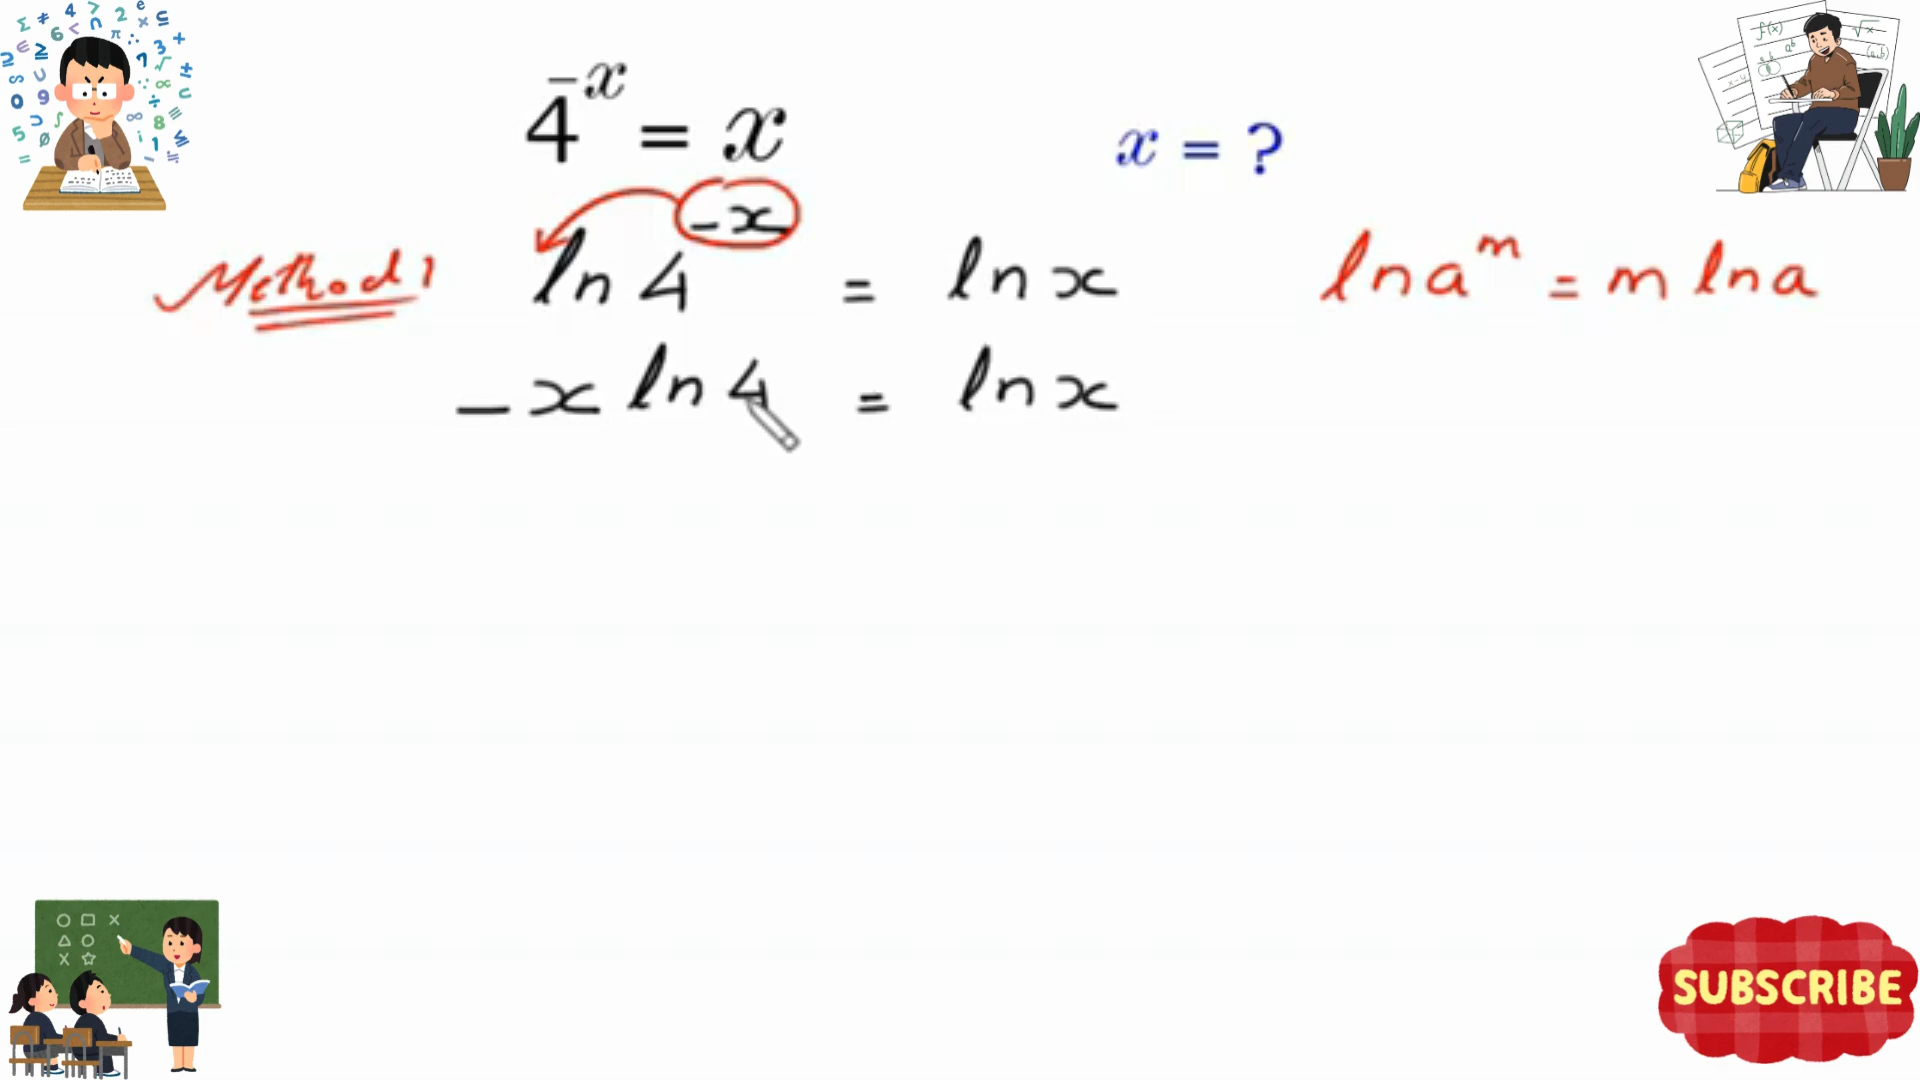 4^{-x} = x
x = ?
Method 1
ln 4^{-x} = ln x
ln a^m = m ln a
-x ln 4 = ln x
SUBSCRIBE